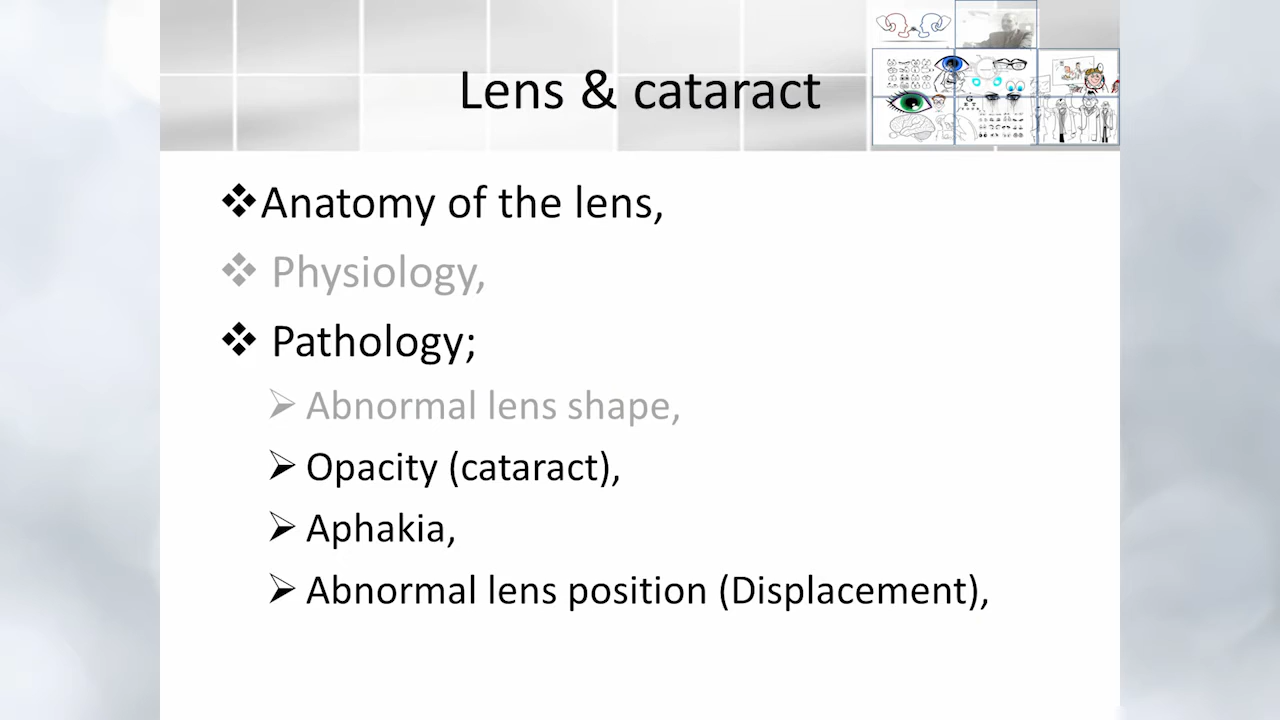 Lens & cataract
❖Anatomy of the lens,
❖ Physiology,
❖ Pathology;
➢ Abnormal lens shape,
➢ Opacity (cataract),
➢ Aphakia,
➢ Abnormal lens position (Displacement),